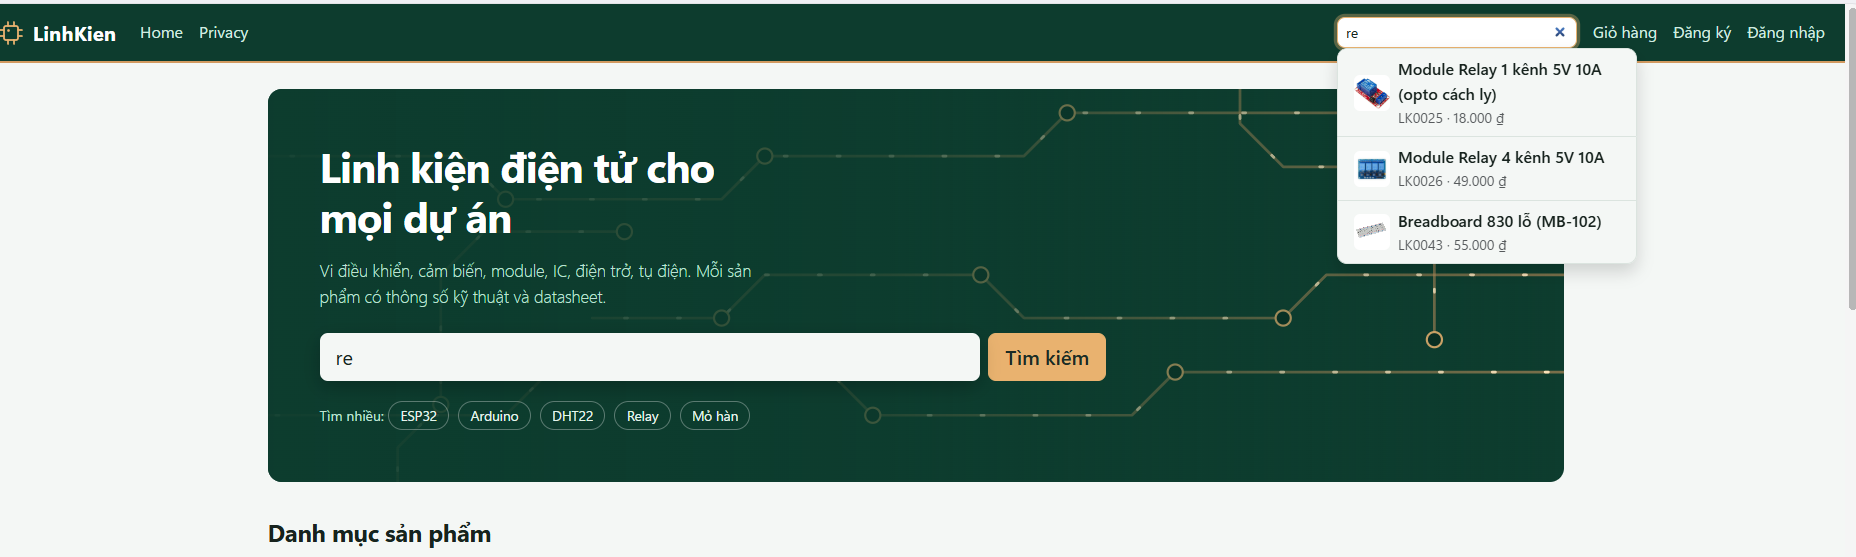 LinhKien
Home
Privacy
re
Giỏ hàng
Đăng ký
Đăng nhập
Module Relay 1 kênh 5V 10A
(opto cách ly)
LK0025 · 18.000 ₫
Module Relay 4 kênh 5V 10A
LK0026 · 49.000 ₫
Breadboard 830 lỗ (MB-102)
LK0043 · 55.000 ₫
Linh kiện điện tử cho
mọi dự án
Vi điều khiển, cảm biến, module, IC, điện trở, tụ điện. Mỗi sản
phẩm có thông số kỹ thuật và datasheet.
re
Tìm kiếm
Tìm nhiều:
ESP32
Arduino
DHT22
Relay
Mỏ hàn
Danh mục sản phẩm